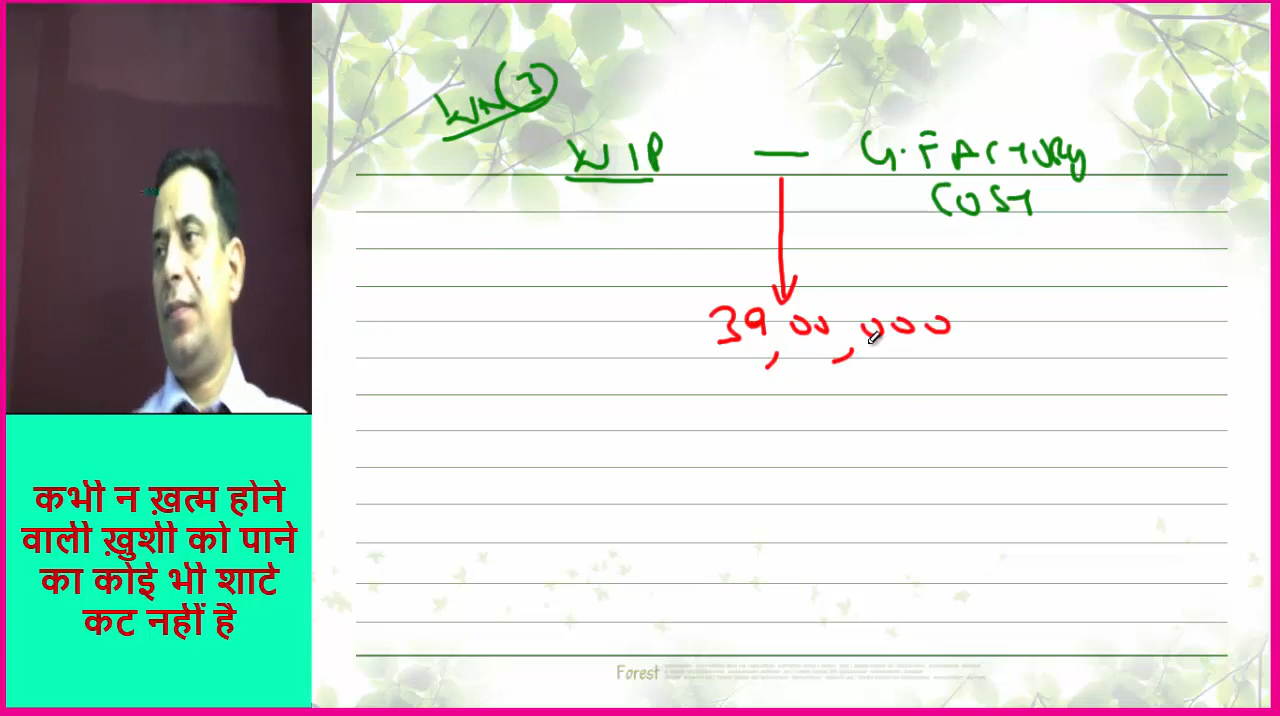 WN(3)
WIP — G.FACTORY
COST
39,00,000
कभी न ख़त्म होने
वाली ख़ुशी को पाने
का कोई भी शार्ट
कट नहीं है
Forest